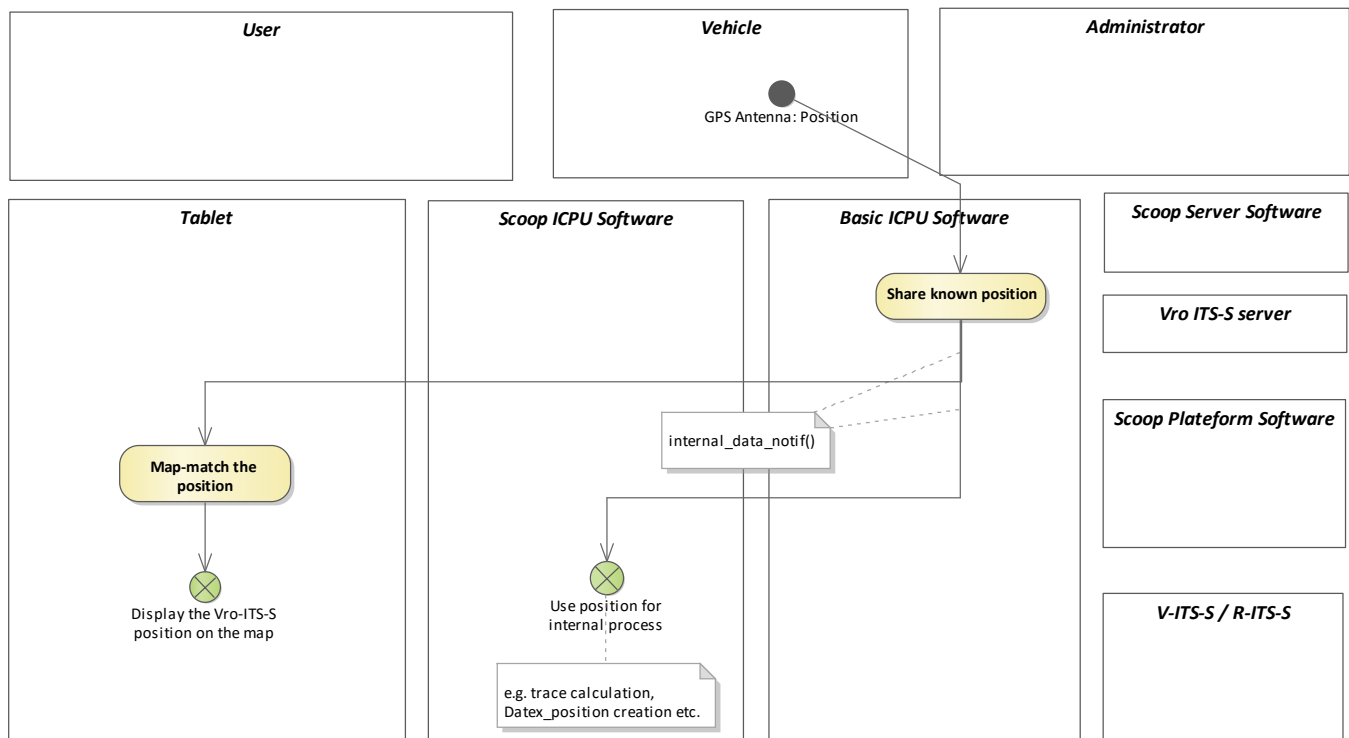 User
Vehicle
Administrator
GPS Antenna: Position
Tablet
Scoop ICPU Software
Basic ICPU Software
Scoop Server Software
Share known position
Vro ITS-S server
Scoop Plateform Software
internal_data_notif()
Map-match the
position
Display the Vro-ITS-S
position on the map
Use position for
internal process
V-ITS-S / R-ITS-S
e.g. trace calculation,
Datex_position creation etc.